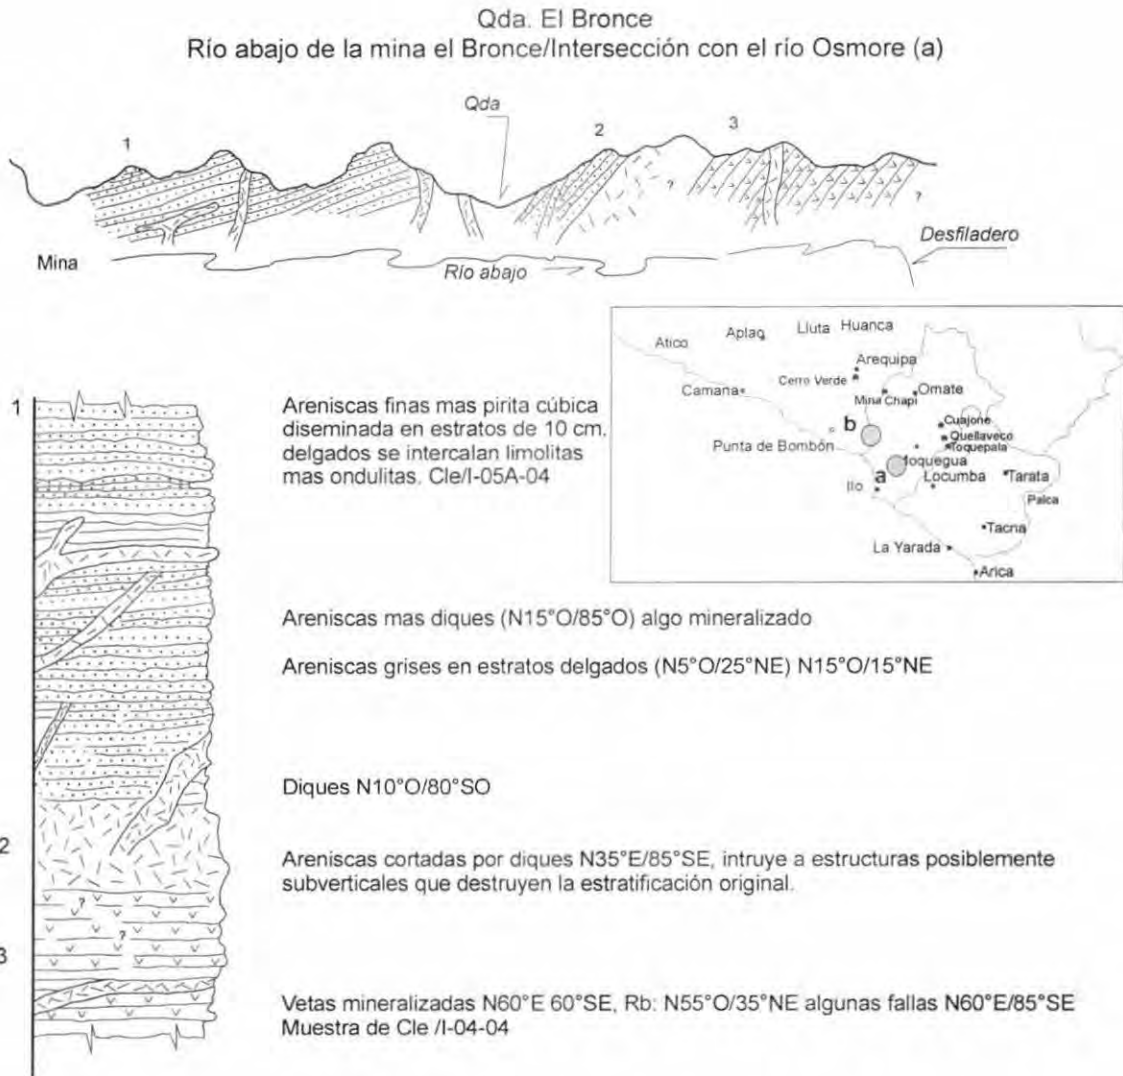 Qda. El Bronce
Río abajo de la mina el Bronce/Intersección con el río Osmore (a)
Qda
1
2
3
?
?
Mina
Río abajo
Desfiladero
1
Areniscas finas mas pirita cúbica
diseminada en estratos de 10 cm.
delgados se intercalan limolitas
mas ondulitas. Cle/I-05A-04
Atico
Aplaq
Lluta
Huanca
Arequipa
Camana
Cerro Verde
Mina Chapi
Omate
b
Cuajone
Punta de Bombón
Quellaveco
Toquepala
a
oquegua
Ilo
Locumba
Tarata
Palca
Tacna
La Yarada
Arica
Areniscas mas diques (N15°O/85°O) algo mineralizado
Areniscas grises en estratos delgados (N5°O/25°NE) N15°O/15°NE
Diques N10°O/80°SO
2
Areniscas cortadas por diques N35°E/85°SE, intruye a estructuras posiblemente
subverticales que destruyen la estratificación original.
?
?
3
Vetas mineralizadas N60°E 60°SE, Rb: N55°O/35°NE algunas fallas N60°E/85°SE
Muestra de Cle /I-04-04